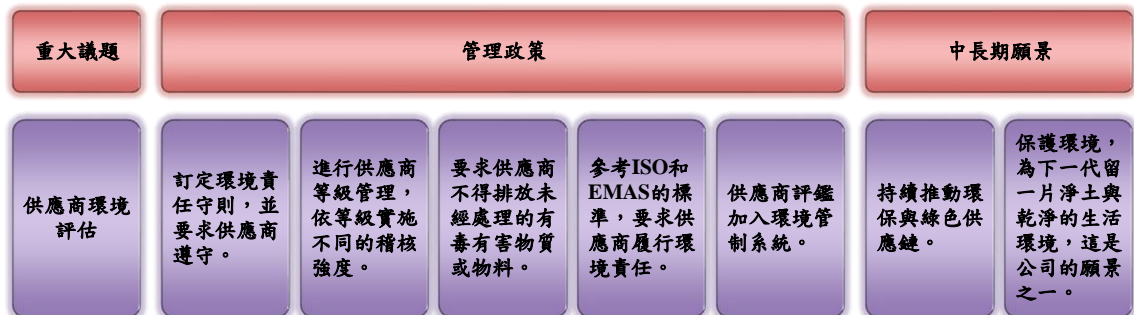 重大議題
管理政策
中長期願景
供應商環境
評估
訂定環境責
任守則，並
要求供應商
遵守。
進行供應商
等級管理，
依等級實施
不同的稽核
強度。
要求供應商
不得排放未
經處理的有
毒有害物質
或物料。
參考ISO和
EMAS的標
準，要求供
應商履行環
境責任。
供應商評鑑
加入環境管
制系統。
持續推動環
保與綠色供
應鏈。
保護環境，
為下一代留
一片淨土與
乾淨的生活
環境，這是
公司的願景
之一。